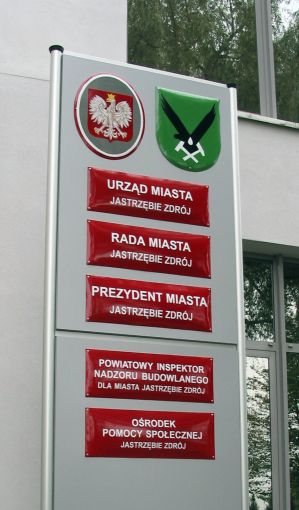 URZĄD MIASTA
JASTRZĘBIE ZDRÓJ
RADA MIASTA
JASTRZĘBIE ZDRÓJ
PREZYDENT MIASTA
JASTRZĘBIE ZDRÓJ
POWIATOWY INSPEKTOR
NADZORU BUDOWLANEGO
DLA MIASTA JASTRZĘBIE ZDRÓJ
OŚRODEK
POMOCY SPOŁECZNEJ
JASTRZĘBIE ZDRÓJ